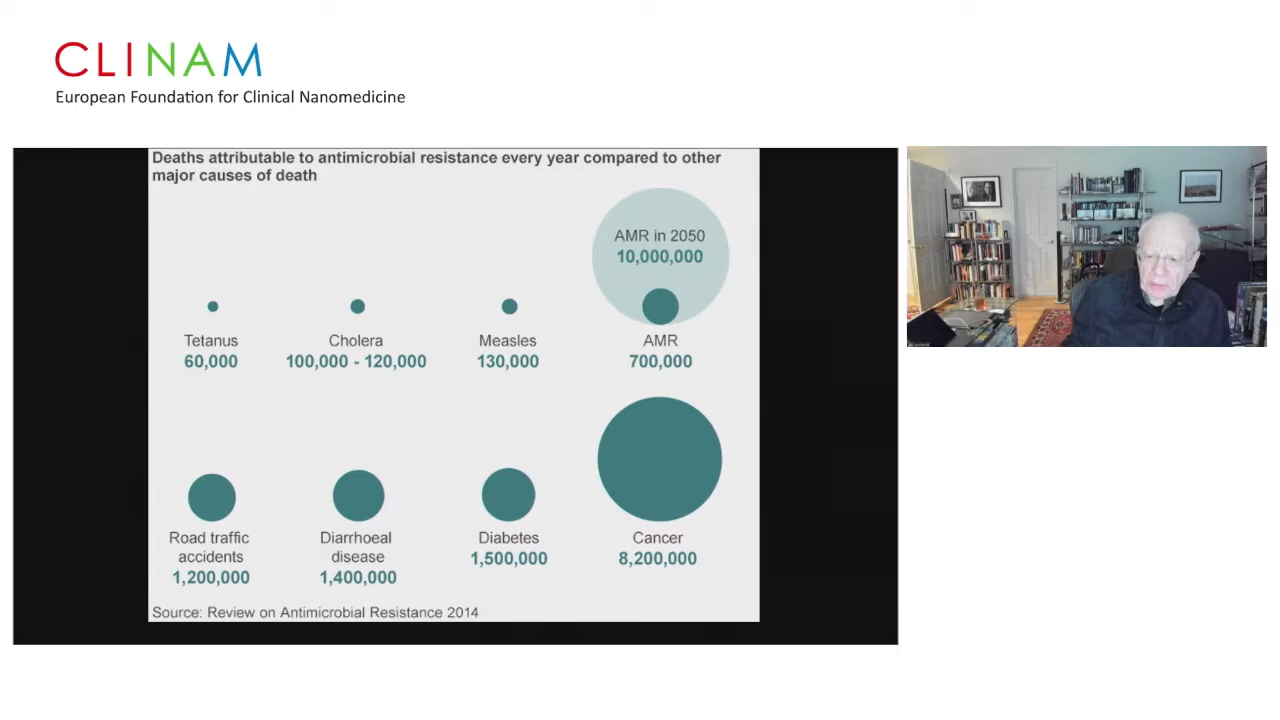 CLINAM
European Foundation for Clinical Nanomedicine
Deaths attributable to antimicrobial resistance every year compared to other
major causes of death
AMR in 2050
10,000,000
Tetanus
60,000
Cholera
100,000 - 120,000
Measles
130,000
AMR
700,000
Road traffic
accidents
1,200,000
Diarrhoeal
disease
1,400,000
Diabetes
1,500,000
Cancer
8,200,000
Source: Review on Antimicrobial Resistance 2014